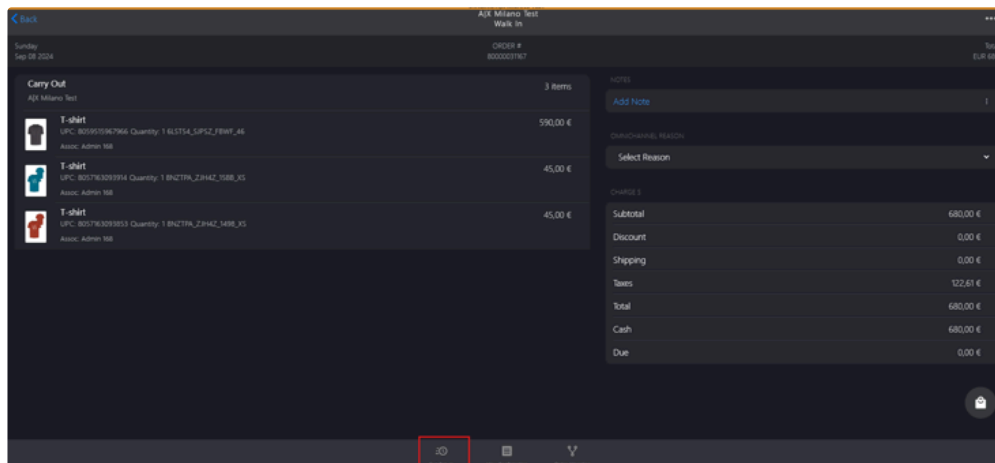 Back
A|X Milano Test
Walk In
Sunday
Sep 08 2024
ORDER #
80000031167
EUR 68
Carry Out
3 items
A|X Milano Test
T-shirt
590,00 €
UPC: 8059515967966 Quantity: 1 6LSTS4_SJPSZ_FBWF_46
Assoc: Admin 168
T-shirt
45,00 €
UPC: 8057163093914 Quantity: 1 BNZTPA_ZJH4Z_1588_XS
Assoc: Admin 168
T-shirt
45,00 €
UPC: 8057163093853 Quantity: 1 BNZTPA_ZJH4Z_1498_XS
Assoc: Admin 168
NOTES
Add Note
OMNICHANNEL REASON
Select Reason
CHARGES
Subtotal 680,00 €
Discount 0,00 €
Shipping 0,00 €
Taxes 122,61 €
Total 680,00 €
Cash 680,00 €
Due 0,00 €